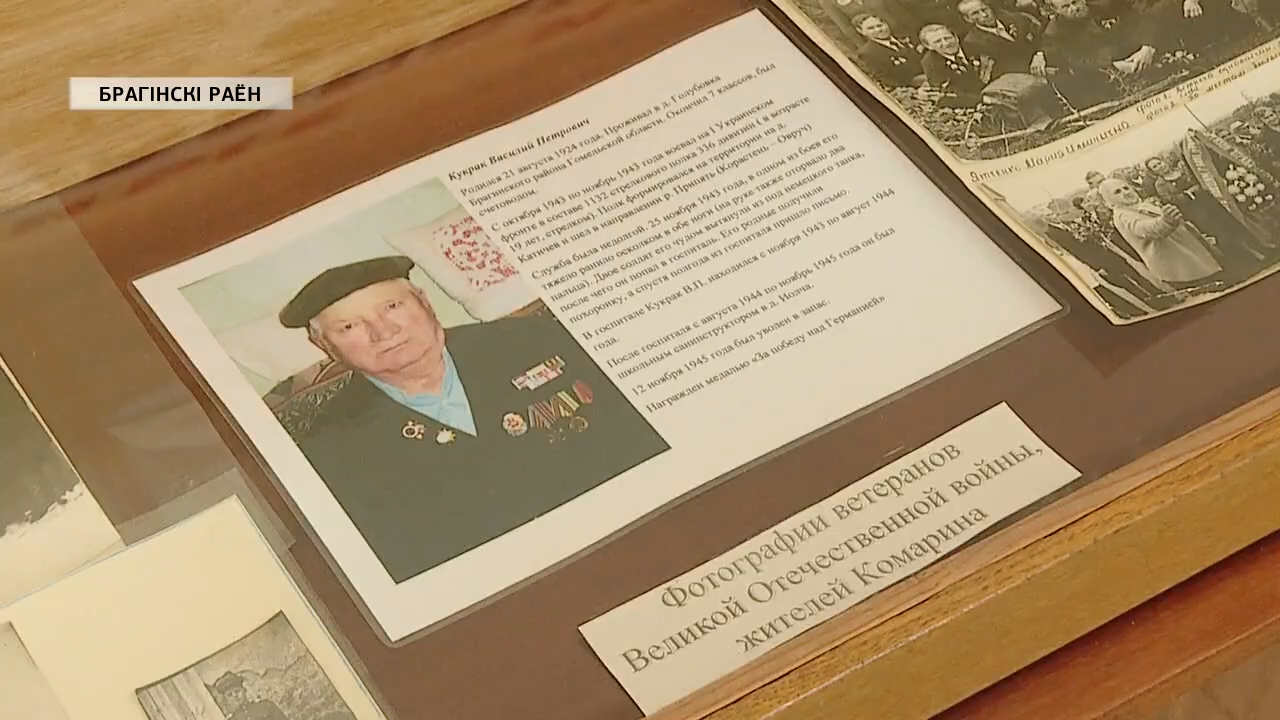 БРАГІНСКІ РАЁН
Кукрак Василий Петрович
Родился 21 августа 1924 года. Проживал в д. Голубовка
Брагинского района Гомельской области. Окончил 7 классов, был
счетоводом.
С октября 1943 по ноябрь 1943 года воевал на 1 Украинском
фронте в составе 1132 стрелкового полка 336 дивизии ( в возрасте
19 лет, стрелком). Полк формировался на территории на д.
Катичев и шел в направлении р. Припять (Корастень – Овруч)
Служба была недолгой. 25 ноября 1943 года, в одном из боев его
тяжело ранило осколком в обе ноги (на руке также оторвало два
пальца). Двое солдат его чудом вытянули из под немецкого танка,
после чего он попал в госпиталь. Его родные получили
похоронку, а спустя полгода из госпиталя пришло письмо.
В госпитале Кукрак В.П. находился с ноября 1943 по август 1944
года.
После госпиталя с августа 1944 по ноябрь 1945 года он был
школьным в д. Иолча.
12 ноября 1945 года был уволен в запас.
Награжден медалью «За победу над Германией»
Фотографии ветеранов
Великой Отечественной войны,
жителей Комарина